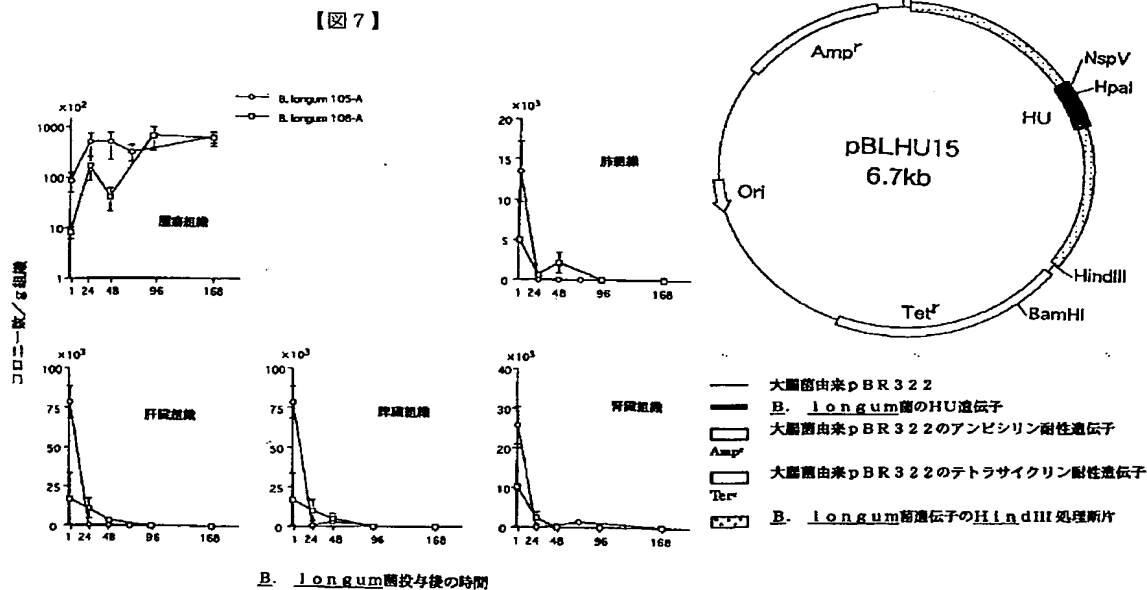 【図7】
B. longum 105-A
B. longum 108-A
×10²
1000
100
10
1
腫瘍組織
1 24 48 96 168
×10³
20
15
10
5
0
肺組織
1 24 48 96 168
コロニー数/g組織
×10³
100
75
50
25
0
肝臓組織
1 24 48 96 168
×10³
100
75
50
25
0
脾臓組織
1 24 48 96 168
×10³
40
30
20
10
0
腎臓組織
1 24 48 96 168
B. longum菌投与後の時間
Ampʳ
NspV
HpaI
HU
pBLHU15
6.7kb
Ori
HindIII
BamHI
Tetʳ
大腸菌由来pBR322
B. longum菌のHU遺伝子
大腸菌由来pBR322のアンピシリン耐性遺伝子
Ampʳ
大腸菌由来pBR322のテトラサイクリン耐性遺伝子
Terʳ
B. longum菌遺伝子のHindIII処理断片